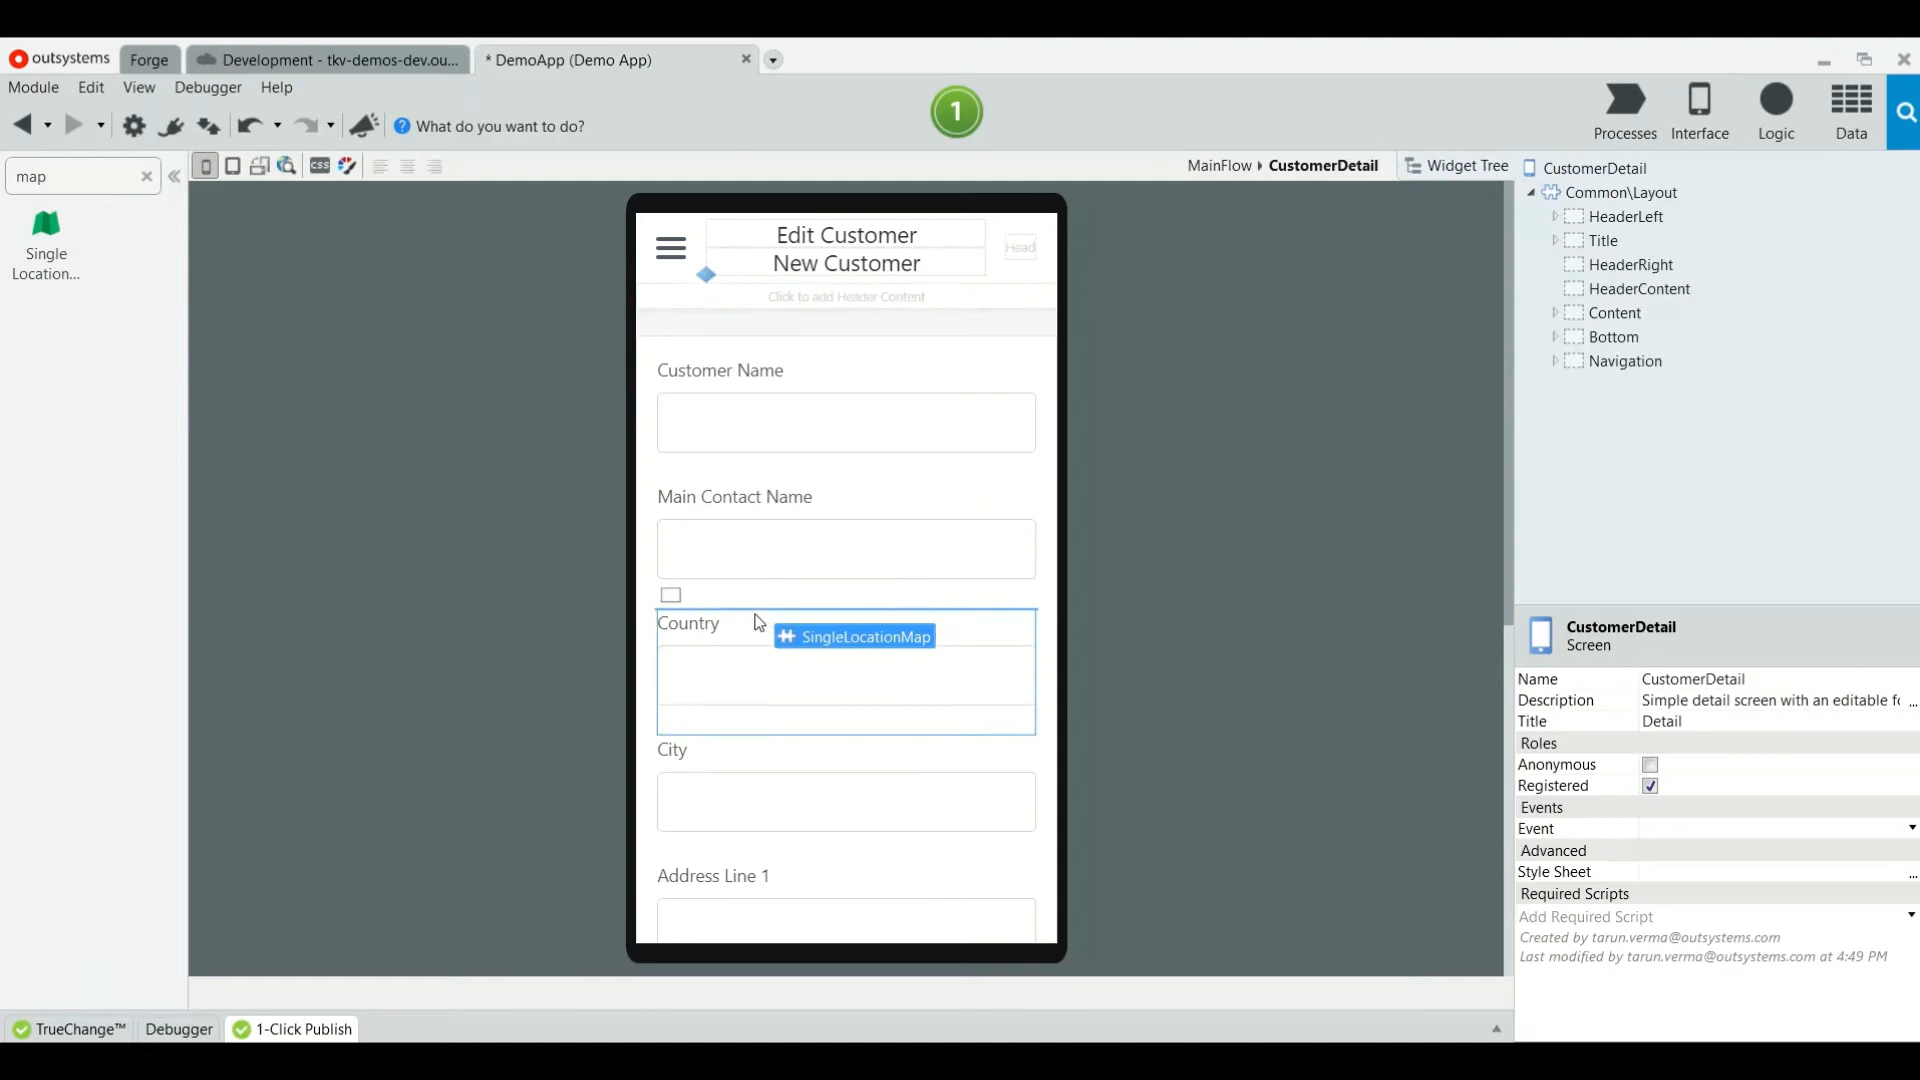 outsystems
Forge
Development - tkv-demos-dev.ou...
* DemoApp (Demo App)
Module Edit View Debugger Help
1
What do you want to do?
Processes
Interface
Logic
Data
map
CSS
MainFlow
CustomerDetail
Widget Tree
Single
Location...
Edit Customer
New Customer
Head
Click to add Header Content
Customer Name
Main Contact Name
Country
SingleLocationMap
City
Address Line 1
CustomerDetail
Common\Layout
HeaderLeft
Title
HeaderRight
HeaderContent
Content
Bottom
Navigation
CustomerDetail
Screen
Name CustomerDetail
Description Simple detail screen with an editable fo ...
Title Detail
Roles
Anonymous
Registered
Events
Event
Advanced
Style Sheet ...
Required Scripts
Add Required Script
Created by tarun.verma@outsystems.com
Last modified by tarun.verma@outsystems.com at 4:49 PM
TrueChange™
Debugger
1-Click Publish